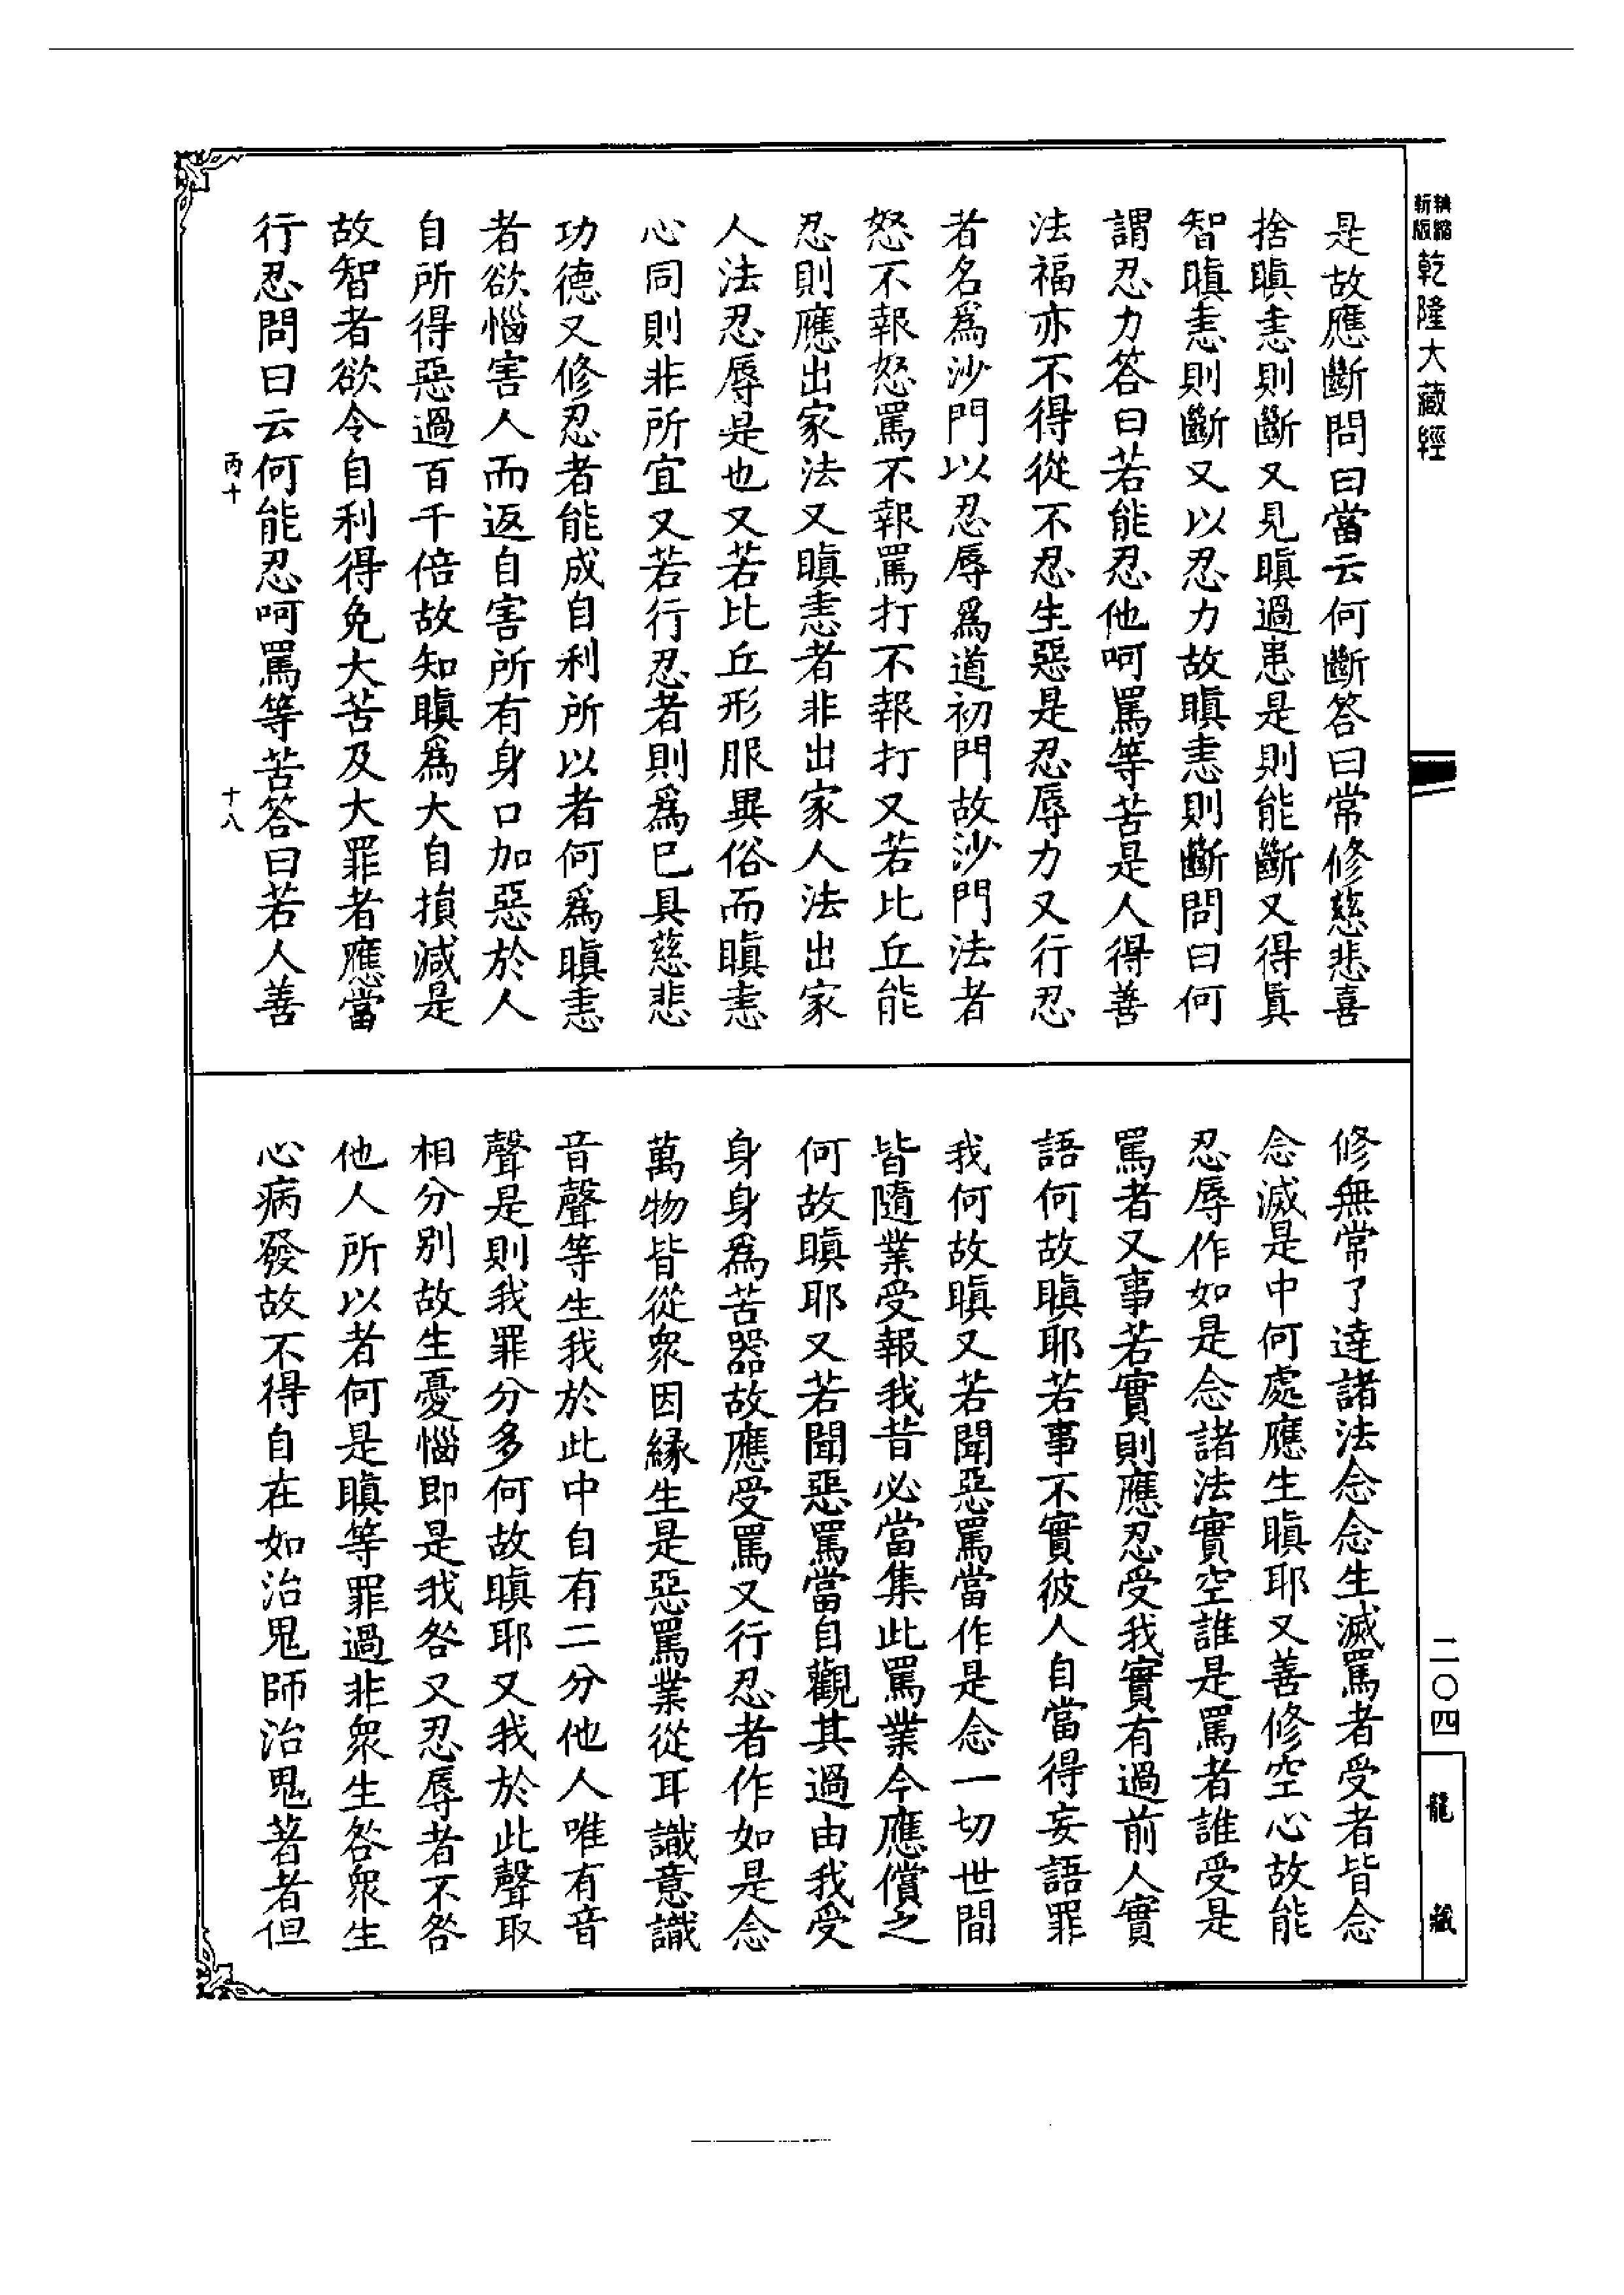 新版精縮乾隆大藏經
是故應斷問曰當云何斷答曰常修慈悲喜
捨瞋恚則斷又見瞋過患是則能斷又得眞
智瞋恚則斷又以忍力故瞋恚則斷問曰何
謂忍力答曰若能忍他呵罵等苦是人得善
法福亦不得從不忍生惡是忍辱力又行忍
者名爲沙門以忍辱爲道初門故沙門法者
怒不報怒罵不報罵打不報打又若比丘能
忍則應出家法又瞋恚者非出家人法出家
人法忍辱是也又若比丘形服異俗而瞋恚
心同則非所宜又若行忍者則爲已具慈悲
功德又修忍者能成自利所以者何爲瞋恚
者欲惱害人而返自害所有身口加惡於人
自所得惡過百千倍故知瞋爲大自損減是
故智者欲令自利得免大苦及大罪者應當
行忍問曰云何能忍呵罵等苦答曰若人善
丙十
十八
修無常了達諸法念念生滅罵者受者皆念
念滅是中何處應生瞋耶又善修空心故能
忍辱作如是念諸法實空誰是罵者誰受是
罵者又事若實則應忍受我實有過前人實
語何故瞋耶若事不實彼人自當得妄語罪
我何故瞋又若聞惡罵當作是念一切世間
皆隨業受報我昔必當集此罵業今應償之
何故瞋耶又若聞惡罵當自觀其過由我受
身身爲苦器故應受罵又行忍者作如是念
萬物皆從衆因緣生是惡罵業從耳識意識
音聲等生我於此中自有二分他人唯有音
聲是則我罪分多何故瞋耶又我於此聲取
相分別故生憂惱即是我咎又忍辱者不咎
他人所以者何是瞋等罪過非衆生咎衆生
心病發故不得自在如治鬼師治鬼著者但
二〇四
龍藏